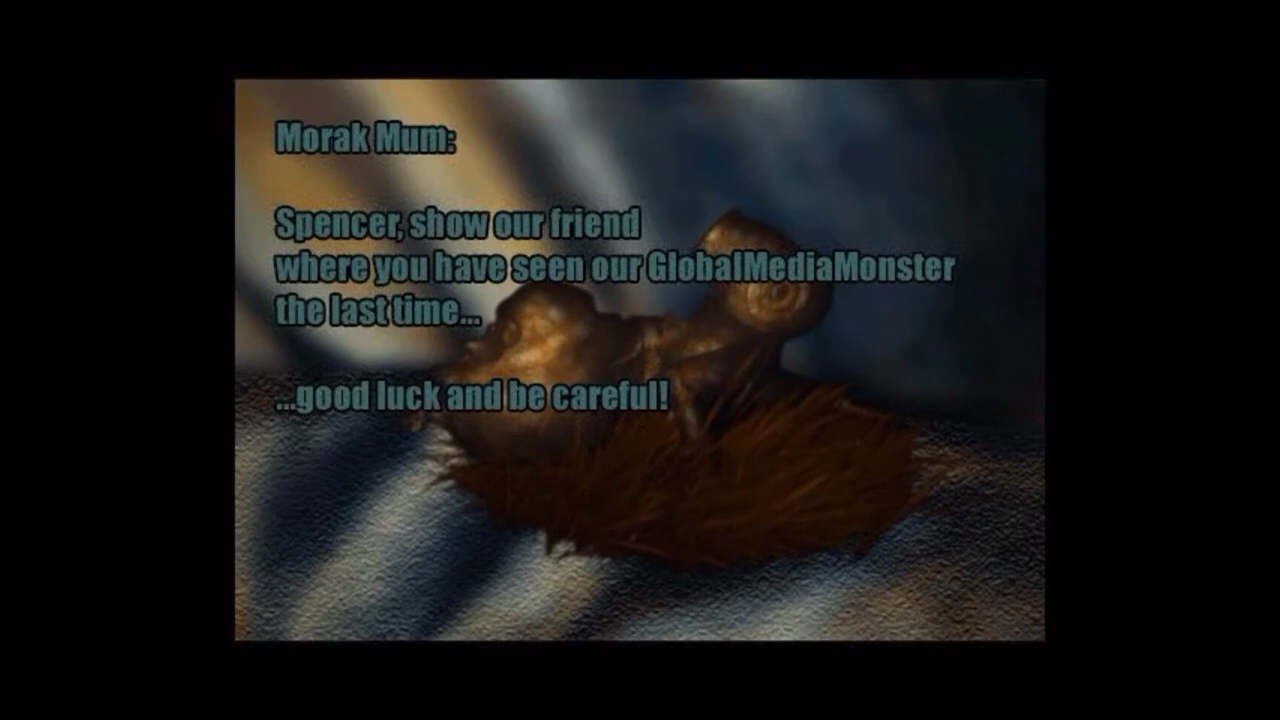 Morak Mum:
Spencer, show our friend
where you have seen our GlobalMediaMonster
the last time...
...good luck and be careful!